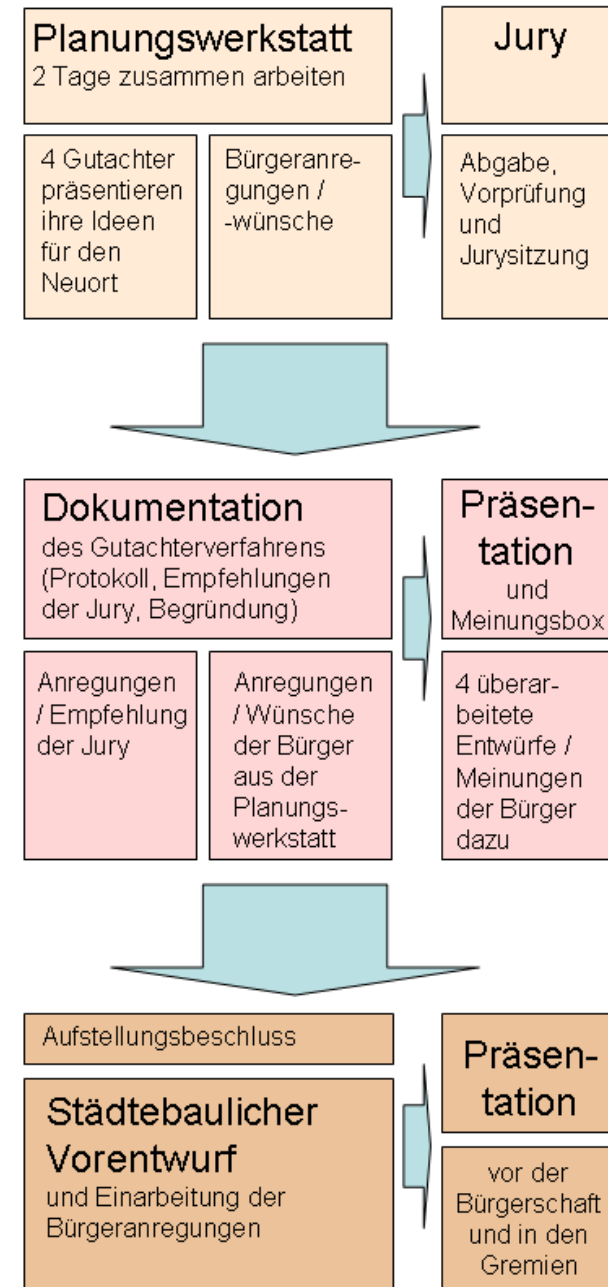 Planungswerkstatt
2 Tage zusammen arbeiten
4 Gutachter
präsentieren
ihre Ideen
für den
Neuort
Bürgeranre-
gungen /
-wünsche
Jury
Abgabe,
Vorprüfung
und
Jurysitzung
Dokumentation
des Gutachterverfahrens
(Protokoll, Empfehlungen
der Jury, Begründung)
Anregungen
/ Empfehlung
der Jury
Anregungen
/ Wünsche
der Bürger
aus der
Planungs-
werkstatt
Präsen-
tation
und
Meinungsbox
4 überar-
beitete
Entwürfe /
Meinungen
der Bürger
dazu
Aufstellungsbeschluss
Städtebaulicher
Vorentwurf
und Einarbeitung der
Bürgeranregungen
Präsen-
tation
vor der
Bürgerschaft
und in den
Gremien